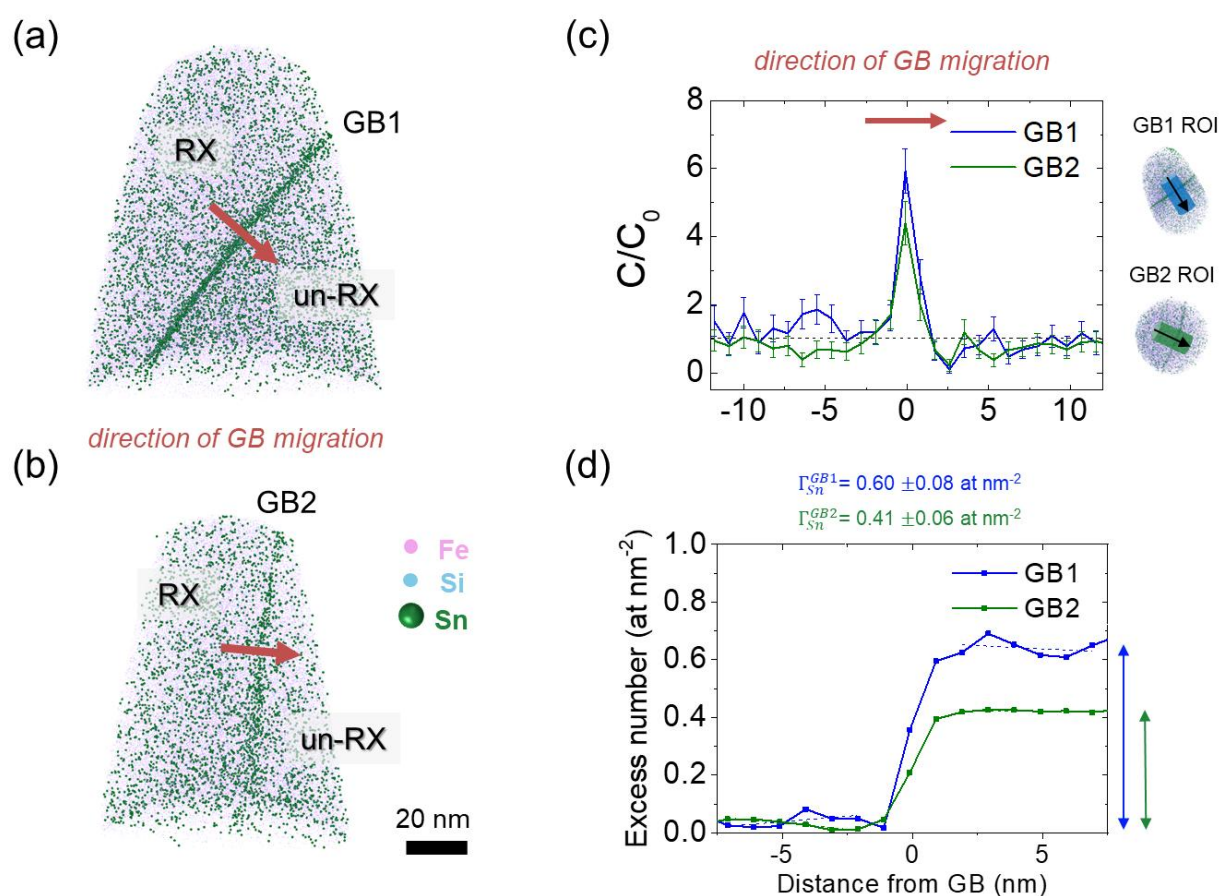 (a)
GB1
RX
un-RX
direction of GB migration
(b)
GB2
RX
un-RX
Fe
Si
Sn
20 nm
(c)
direction of GB migration
8
6
4
2
0
C/C₀
GB1
GB2
-10
-5
0
5
10
GB1 ROI
GB2 ROI
(d)
Γ_{Sn}^{GB1}= 0.60 ±0.08 at nm⁻²
Γ_{Sn}^{GB2}= 0.41 ±0.06 at nm⁻²
1.0
0.8
0.6
0.4
0.2
0.0
Excess number (at nm⁻²)
GB1
GB2
-5
0
5
Distance from GB (nm)